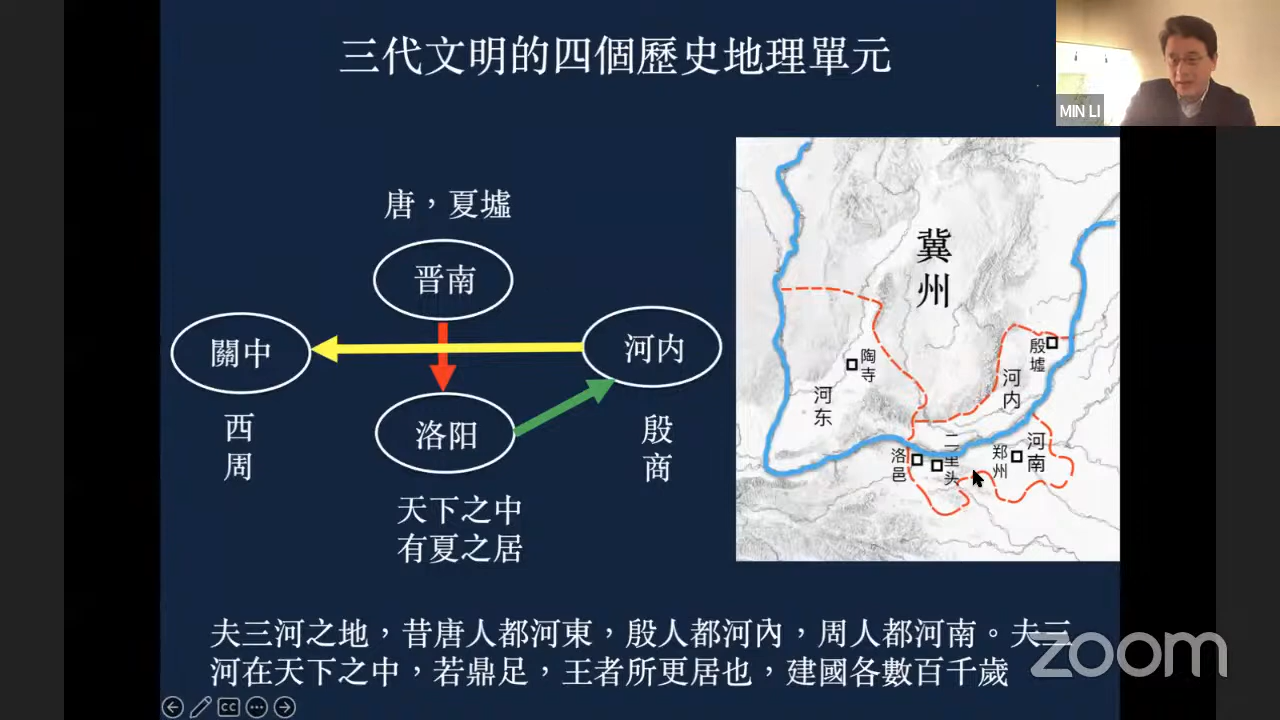 三代文明的四個歷史地理單元
MIN LI
唐，夏墟
晋南
關中
河内
洛阳
西
周
殷
商
天下之中
有夏之居
冀
州
陶
寺
河
东
殷
墟
河
内
洛
邑
二
里
头
郑
州
河
南
夫三河之地，昔唐人都河東，殷人都河內，周人都河南。夫三
河在天下之中，若鼎足，王者所更居也，建國各數百千歲
zoom
CC